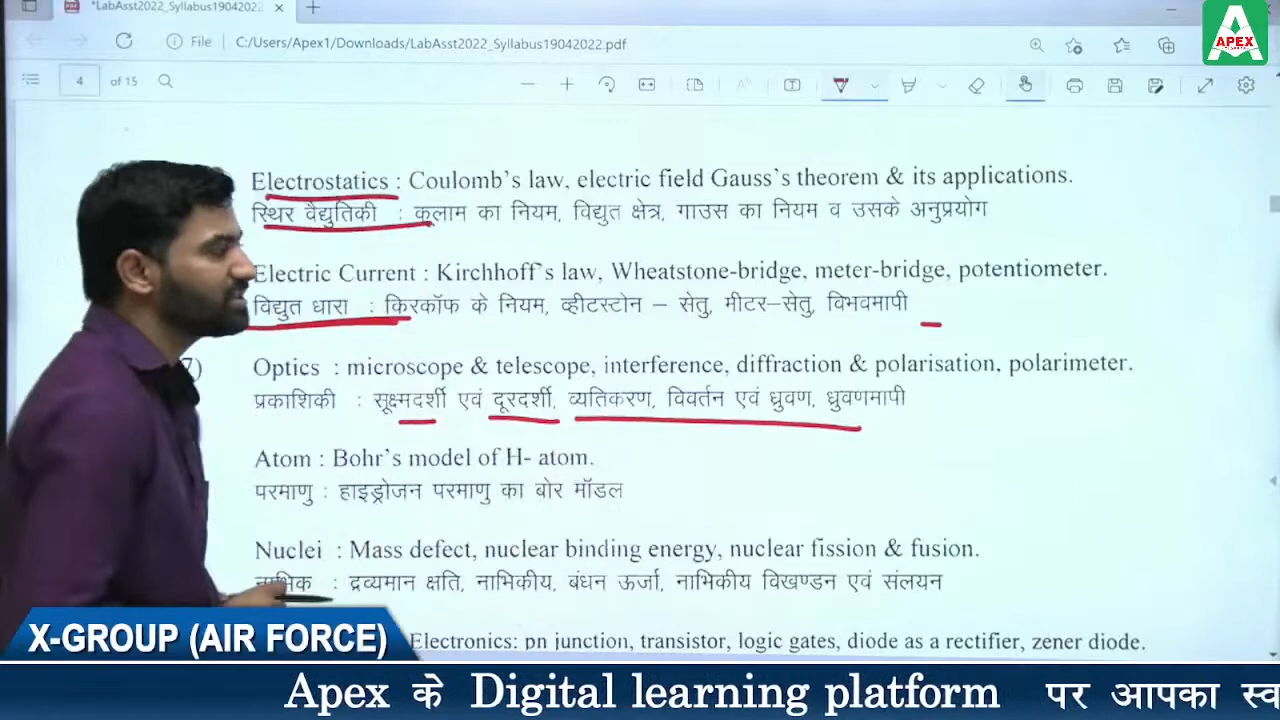 *LabAsst2022_Syllabus19042022
APEX
File C:/Users/Apex1/Downloads/LabAsst2022_Syllabus19042022.pdf
4 of 15
Electrostatics : Coulomb's law, electric field Gauss's theorem & its applications.
स्थिर वैद्युतिकी : कूलाम का नियम, विद्युत क्षेत्र, गाउस का नियम व उसके अनुप्रयोग
Electric Current : Kirchhoff's law, Wheatstone-bridge, meter-bridge, potentiometer.
विद्युत धारा : किरकॉफ के नियम, व्हीटस्टोन – सेतु, मीटर–सेतु, विभवमापी
7) Optics : microscope & telescope, interference, diffraction & polarisation, polarimeter.
प्रकाशिकी : सूक्ष्मदर्शी एवं दूरदर्शी, व्यतिकरण, विवर्तन एवं ध्रुवण, ध्रुवणमापी
Atom : Bohr's model of H- atom.
परमाणु : हाइड्रोजन परमाणु का बोर मॉडल
Nuclei : Mass defect, nuclear binding energy, nuclear fission & fusion.
नाभिक : द्रव्यमान क्षति, नाभिकीय, बंधन ऊर्जा, नाभिकीय विखण्डन एवं संलयन
Electronics: pn junction, transistor, logic gates, diode as a rectifier, zener diode.
X-GROUP (AIR FORCE)
Apex के Digital learning platform पर आपका स्व